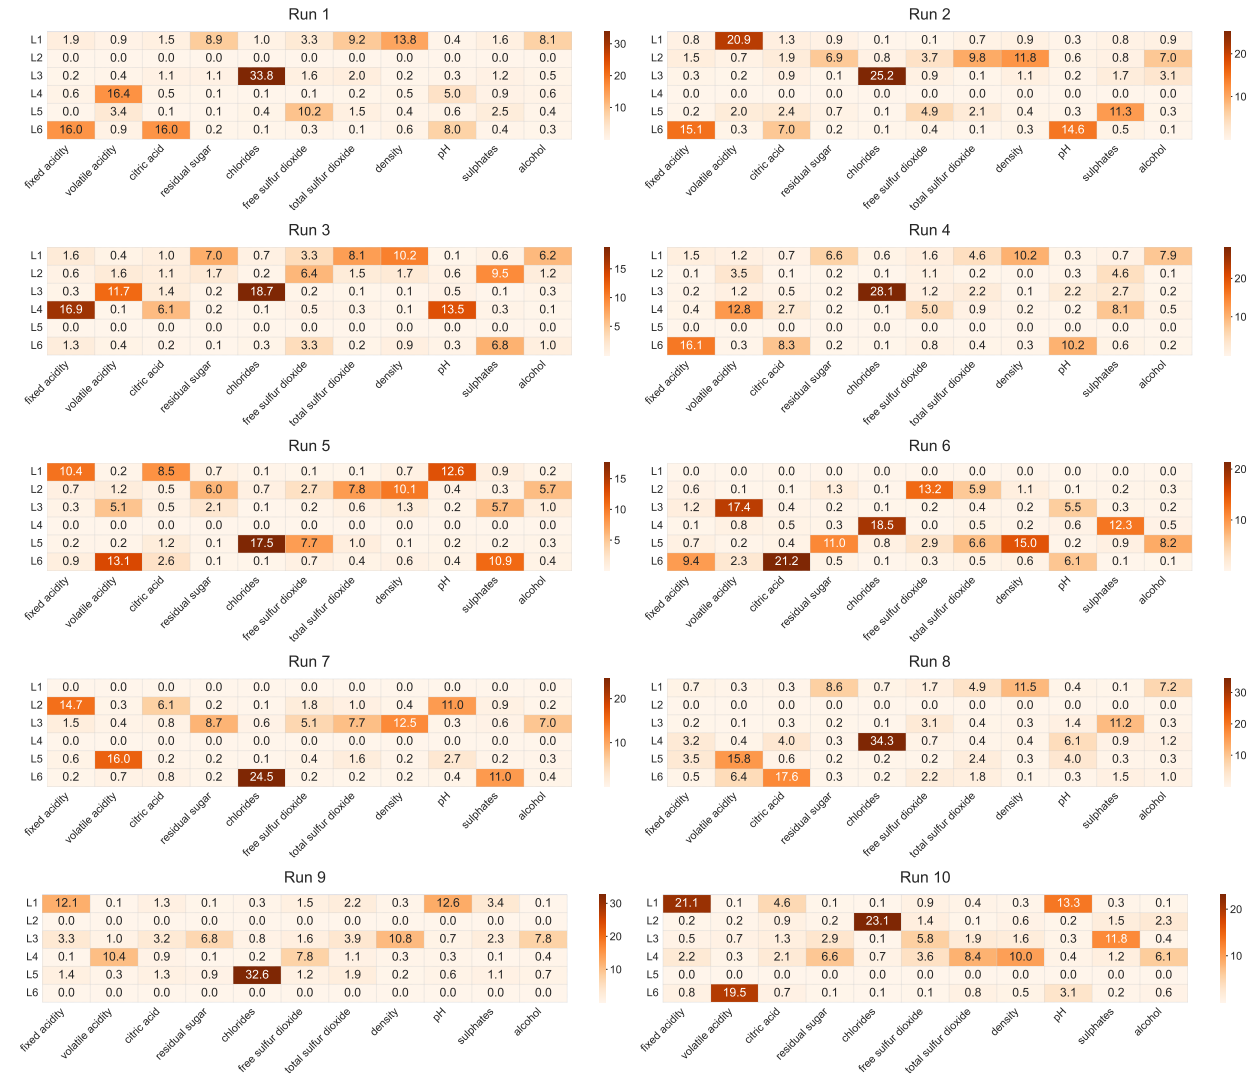 Run 1
L1 1.9 0.9 1.5 8.9 1.0 3.3 9.2 13.8 0.4 1.6 8.1
L2 0.0 0.0 0.0 0.0 0.0 0.0 0.0 0.0 0.0 0.0 0.0
L3 0.2 0.4 1.1 1.1 33.8 1.6 2.0 0.2 0.3 1.2 0.5
L4 0.6 16.4 0.5 0.1 0.1 0.1 0.2 0.5 5.0 0.9 0.6
L5 0.0 3.4 0.1 0.1 0.4 10.2 1.5 0.4 0.6 2.5 0.4
L6 16.0 0.9 16.0 0.2 0.1 0.3 0.1 0.6 8.0 0.4 0.3
fixed acidity volatile acidity citric acid residual sugar chlorides free sulfur dioxide total sulfur dioxide density pH sulphates alcohol
30
20
10
Run 2
L1 0.8 20.9 1.3 0.9 0.1 0.1 0.7 0.9 0.3 0.8 0.9
L2 1.5 0.7 1.9 6.9 0.8 3.7 9.8 11.8 0.6 0.8 7.0
L3 0.3 0.2 0.9 0.1 25.2 0.9 0.1 1.1 0.2 1.7 3.1
L4 0.0 0.0 0.0 0.0 0.0 0.0 0.0 0.0 0.0 0.0 0.0
L5 0.2 2.0 2.4 0.7 0.1 4.9 2.1 0.4 0.3 11.3 0.2
L6 15.1 0.3 7.0 0.2 0.1 0.4 0.1 0.3 14.6 0.5 0.1
fixed acidity volatile acidity citric acid residual sugar chlorides free sulfur dioxide total sulfur dioxide density pH sulphates alcohol
20
10
Run 3
L1 1.6 0.4 1.0 7.0 0.7 3.3 8.1 10.2 0.1 0.6 6.2
L2 0.6 1.6 1.1 1.7 0.2 6.4 1.5 1.7 0.6 9.5 1.2
L3 0.3 11.7 1.4 0.2 18.7 0.2 0.1 0.1 0.5 0.1 0.3
L4 16.9 0.1 6.1 0.2 0.1 0.5 0.3 0.1 13.5 0.3 0.1
L5 0.0 0.0 0.0 0.0 0.0 0.0 0.0 0.0 0.0 0.0 0.0
L6 1.3 0.4 0.2 0.1 0.3 3.3 0.2 0.9 0.3 6.8 1.0
fixed acidity volatile acidity citric acid residual sugar chlorides free sulfur dioxide total sulfur dioxide density pH sulphates alcohol
15
10
5
Run 4
L1 1.5 1.2 0.7 6.6 0.6 1.6 4.6 10.2 0.3 0.7 7.9
L2 0.1 3.5 0.1 0.2 0.1 1.1 0.2 0.0 0.2 4.6 0.1
L3 0.2 1.2 0.5 0.2 28.1 1.2 2.2 0.1 2.2 2.7 0.2
L4 0.4 12.8 2.7 0.2 0.1 5.0 0.9 0.2 0.2 8.1 0.5
L5 0.0 0.0 0.0 0.0 0.0 0.0 0.0 0.0 0.0 0.0 0.0
L6 16.1 0.3 8.3 0.2 0.1 0.8 0.4 0.3 10.2 0.6 0.2
fixed acidity volatile acidity citric acid residual sugar chlorides free sulfur dioxide total sulfur dioxide density pH sulphates alcohol
20
10
Run 5
L1 10.4 0.2 8.5 0.7 0.1 0.1 0.1 0.7 12.6 0.9 0.2
L2 0.7 1.2 0.5 6.0 0.7 2.7 7.8 10.1 0.4 0.3 5.7
L3 0.3 5.1 0.5 2.1 0.1 0.2 0.6 1.3 0.2 5.7 1.0
L4 0.0 0.0 0.0 0.0 0.0 0.0 0.0 0.0 0.0 0.0 0.0
L5 0.2 0.2 1.2 0.1 17.5 7.7 1.0 0.1 0.2 0.2 0.3
L6 0.9 13.1 2.6 0.1 0.1 0.7 0.4 0.6 0.4 10.9 0.4
fixed acidity volatile acidity citric acid residual sugar chlorides free sulfur dioxide total sulfur dioxide density pH sulphates alcohol
15
10
5
Run 6
L1 0.0 0.0 0.0 0.0 0.0 0.0 0.0 0.0 0.0 0.0 0.0
L2 0.6 0.1 0.1 1.3 0.1 13.2 5.9 1.1 0.1 0.2 0.3
L3 1.2 17.4 0.4 0.2 0.1 0.2 0.4 0.2 5.5 0.3 0.2
L4 0.1 0.8 0.5 0.3 18.5 0.0 0.5 0.2 0.6 12.3 0.5
L5 0.7 0.2 0.4 11.0 0.8 2.9 6.6 15.0 0.2 0.9 8.2
L6 9.4 2.3 21.2 0.5 0.1 0.3 0.5 0.6 6.1 0.1 0.1
fixed acidity volatile acidity citric acid residual sugar chlorides free sulfur dioxide total sulfur dioxide density pH sulphates alcohol
20
10
Run 7
L1 0.0 0.0 0.0 0.0 0.0 0.0 0.0 0.0 0.0 0.0 0.0
L2 14.7 0.3 6.1 0.2 0.1 1.8 1.0 0.4 11.0 0.9 0.2
L3 1.5 0.4 0.8 8.7 0.6 5.1 7.7 12.5 0.3 0.6 7.0
L4 0.0 0.0 0.0 0.0 0.0 0.0 0.0 0.0 0.0 0.0 0.0
L5 0.6 16.0 0.2 0.2 0.1 0.4 1.6 0.2 2.7 0.2 0.3
L6 0.2 0.7 0.8 0.2 24.5 0.2 0.2 0.2 0.4 11.0 0.4
fixed acidity volatile acidity citric acid residual sugar chlorides free sulfur dioxide total sulfur dioxide density pH sulphates alcohol
20
10
Run 8
L1 0.7 0.3 0.3 8.6 0.7 1.7 4.9 11.5 0.4 0.1 7.2
L2 0.0 0.0 0.0 0.0 0.0 0.0 0.0 0.0 0.0 0.0 0.0
L3 0.2 0.1 0.3 0.2 0.1 3.1 0.4 0.3 1.4 11.2 0.3
L4 3.2 0.4 4.0 0.3 34.3 0.7 0.4 0.4 6.1 0.9 1.2
L5 3.5 15.8 0.6 0.2 0.2 0.2 2.4 0.3 4.0 0.3 0.3
L6 0.5 6.4 17.6 0.3 0.2 2.2 1.8 0.1 0.3 1.5 1.0
fixed acidity volatile acidity citric acid residual sugar chlorides free sulfur dioxide total sulfur dioxide density pH sulphates alcohol
30
20
10
Run 9
L1 12.1 0.1 1.3 0.1 0.3 1.5 2.2 0.3 12.6 3.4 0.1
L2 0.0 0.0 0.0 0.0 0.0 0.0 0.0 0.0 0.0 0.0 0.0
L3 3.3 1.0 3.2 6.8 0.8 1.6 3.9 10.8 0.7 2.3 7.8
L4 0.1 10.4 0.9 0.1 0.2 7.8 1.1 0.3 0.3 0.1 0.4
L5 1.4 0.3 1.3 0.9 32.6 1.2 1.9 0.2 0.6 1.1 0.7
L6 0.0 0.0 0.0 0.0 0.0 0.0 0.0 0.0 0.0 0.0 0.0
fixed acidity volatile acidity citric acid residual sugar chlorides free sulfur dioxide total sulfur dioxide density pH sulphates alcohol
30
20
10
Run 10
L1 21.1 0.1 4.6 0.1 0.1 0.9 0.4 0.3 13.3 0.3 0.1
L2 0.2 0.2 0.9 0.2 23.1 1.4 0.1 0.6 0.2 1.5 2.3
L3 0.5 0.7 1.3 2.9 0.1 5.8 1.9 1.6 0.3 11.8 0.4
L4 2.2 0.3 2.1 6.6 0.7 3.6 8.4 10.0 0.4 1.2 6.1
L5 0.0 0.0 0.0 0.0 0.0 0.0 0.0 0.0 0.0 0.0 0.0
L6 0.8 19.5 0.7 0.1 0.1 0.1 0.8 0.5 3.1 0.2 0.6
fixed acidity volatile acidity citric acid residual sugar chlorides free sulfur dioxide total sulfur dioxide density pH sulphates alcohol
20
10